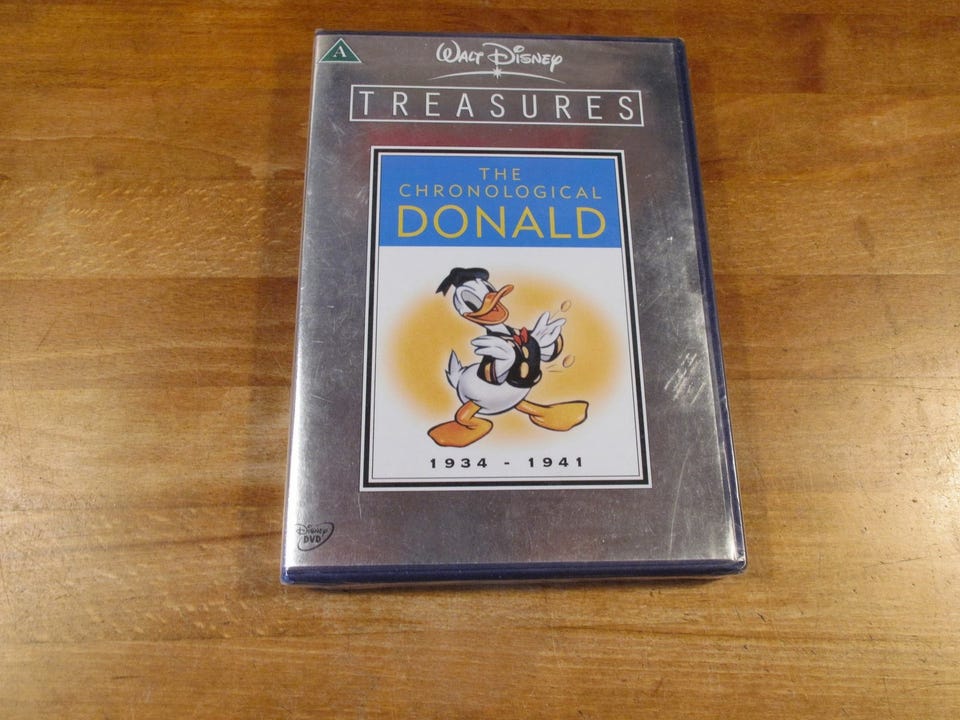 A
WALT DISNEY
TREASURES
THE
CHRONOLOGICAL
DONALD
1934 - 1941
Disney
DVD